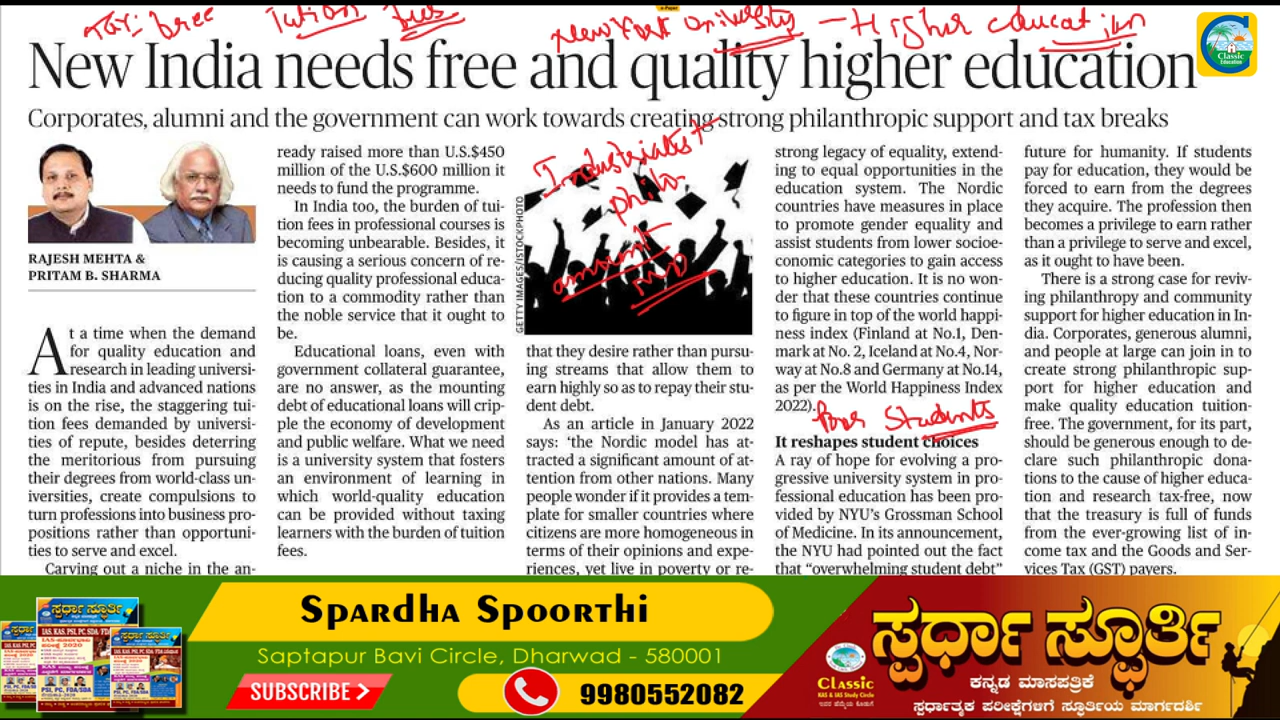 Tax free
Tution fees
New York University - Higher education
Classic
Education
New India needs free and quality higher education
Corporates, alumni and the government can work towards creating strong philanthropic support and tax breaks
RAJESH MEHTA &
PRITAM B. SHARMA
At a time when the demand
for quality education and
research in leading universi-
ties in India and advanced nations
is on the rise, the staggering tui-
tion fees demanded by universi-
ties of repute, besides deterring
the meritorious from pursuing
their degrees from world-class un-
iversities, create compulsions to
turn professions into business pro-
positions rather than opportuni-
ties to serve and excel.
Carving out a niche in the an-
ready raised more than U.S.$450
million of the U.S.$600 million it
needs to fund the programme.
In India too, the burden of tui-
tion fees in professional courses is
becoming unbearable. Besides, it
is causing a serious concern of re-
ducing quality professional educa-
tion to a commodity rather than
the noble service that it ought to
be.
Educational loans, even with
government collateral guarantee,
are no answer, as the mounting
debt of educational loans will crip-
ple the economy of development
and public welfare. What we need
is a university system that fosters
an environment of learning in
which world-quality education
can be provided without taxing
learners with the burden of tuition
fees.
GETTY IMAGES/ISTOCKPHOTO
that they desire rather than pursu-
ing streams that allow them to
earn highly so as to repay their stu-
dent debt.
As an article in January 2022
says: ‘the Nordic model has at-
tracted a significant amount of at-
tention from other nations. Many
people wonder if it provides a tem-
plate for smaller countries where
citizens are more homogeneous in
terms of their opinions and expe-
riences, yet live in poverty or re-
strong legacy of equality, extend-
ing to equal opportunities in the
education system. The Nordic
countries have measures in place
to promote gender equality and
assist students from lower socioe-
conomic categories to gain access
to higher education. It is no won-
der that these countries continue
to figure in top of the world happi-
ness index (Finland at No.1, Den-
mark at No. 2, Iceland at No.4, Nor-
way at No.8 and Germany at No.14,
as per the World Happiness Index
2022).
Poor Students
It reshapes student choices
A ray of hope for evolving a pro-
gressive university system in pro-
fessional education has been pro-
vided by NYU’s Grossman School
of Medicine. In its announcement,
the NYU had pointed out the fact
that “overwhelming student debt”
future for humanity. If students
pay for education, they would be
forced to earn from the degrees
they acquire. The profession then
becomes a privilege to earn rather
than a privilege to serve and excel,
as it ought to have been.
There is a strong case for reviv-
ing philanthropy and community
support for higher education in In-
dia. Corporates, generous alumni,
and people at large can join in to
create strong philanthropic sup-
port for higher education and
make quality education tuition-
free. The government, for its part,
should be generous enough to de-
clare such philanthropic dona-
tions to the cause of higher educa-
tion and research tax-free, now
that the treasury is full of funds
from the ever-growing list of in-
come tax and the Goods and Ser-
vices Tax (GST) payers.
ಸ್ಪರ್ಧಾ ಸ್ಫೂರ್ತಿ
Spardha Spoorthi
Saptapur Bavi Circle, Dharwad - 580001
SUBSCRIBE
9980552082
ಸ್ಪರ್ಧಾ ಸ್ಫೂರ್ತಿ
Classic
KAS & IAS Study Circle
ಕನ್ನಡ ಮಾಸಪತ್ರಿಕೆ
ಸ್ಪರ್ಧಾತ್ಮಕ ಪರೀಕ್ಷೆಗಳಿಗೆ ಸ್ಫೂರ್ತಿಯ ಮಾರ್ಗದರ್ಶಿ